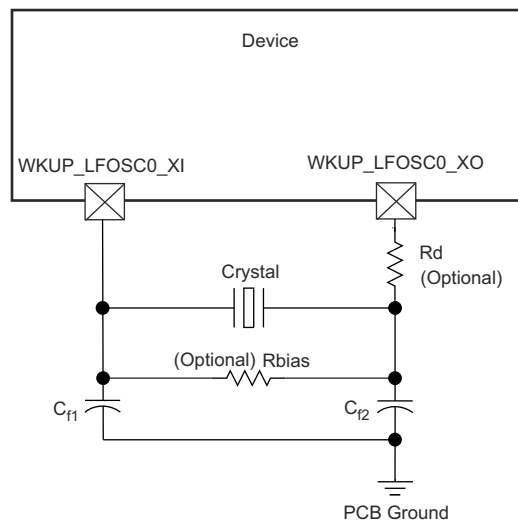 Device
WKUP_LFOSC0_XI
WKUP_LFOSC0_XO
Rd
(Optional)
Crystal
(Optional) Rbias
Cf1
Cf2
PCB Ground